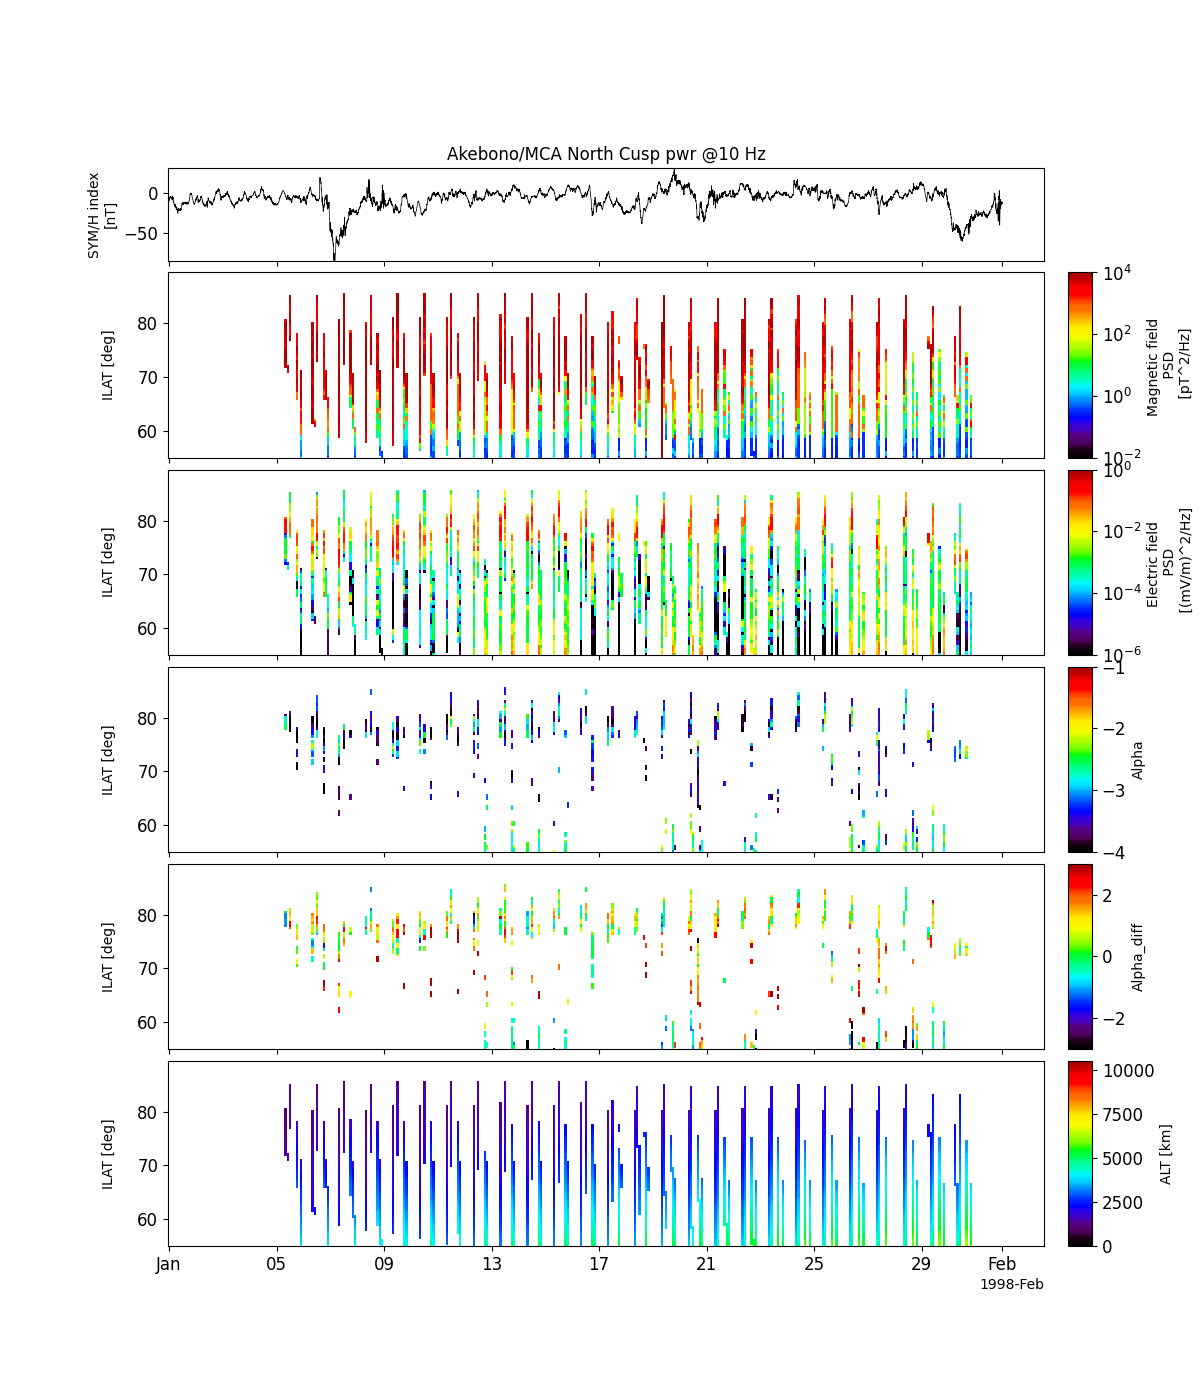 Akebono/MCA North Cusp pwr @10 Hz
SYM/H index
[nT]
0
−50
ILAT [deg]
80
70
60
10^4
10^2
10^0
10^−2
Magnetic field
PSD
[pT^2/Hz]
ILAT [deg]
80
70
60
10^0
10^−2
10^−4
10^−6
Electric field
PSD
[(mV/m)^2/Hz]
ILAT [deg]
80
70
60
−1
−2
−3
−4
Alpha
ILAT [deg]
80
70
60
2
0
−2
Alpha_diff
ILAT [deg]
80
70
60
10000
7500
5000
2500
0
ALT [km]
Jan 05 09 13 17 21 25 29 Feb
1998-Feb